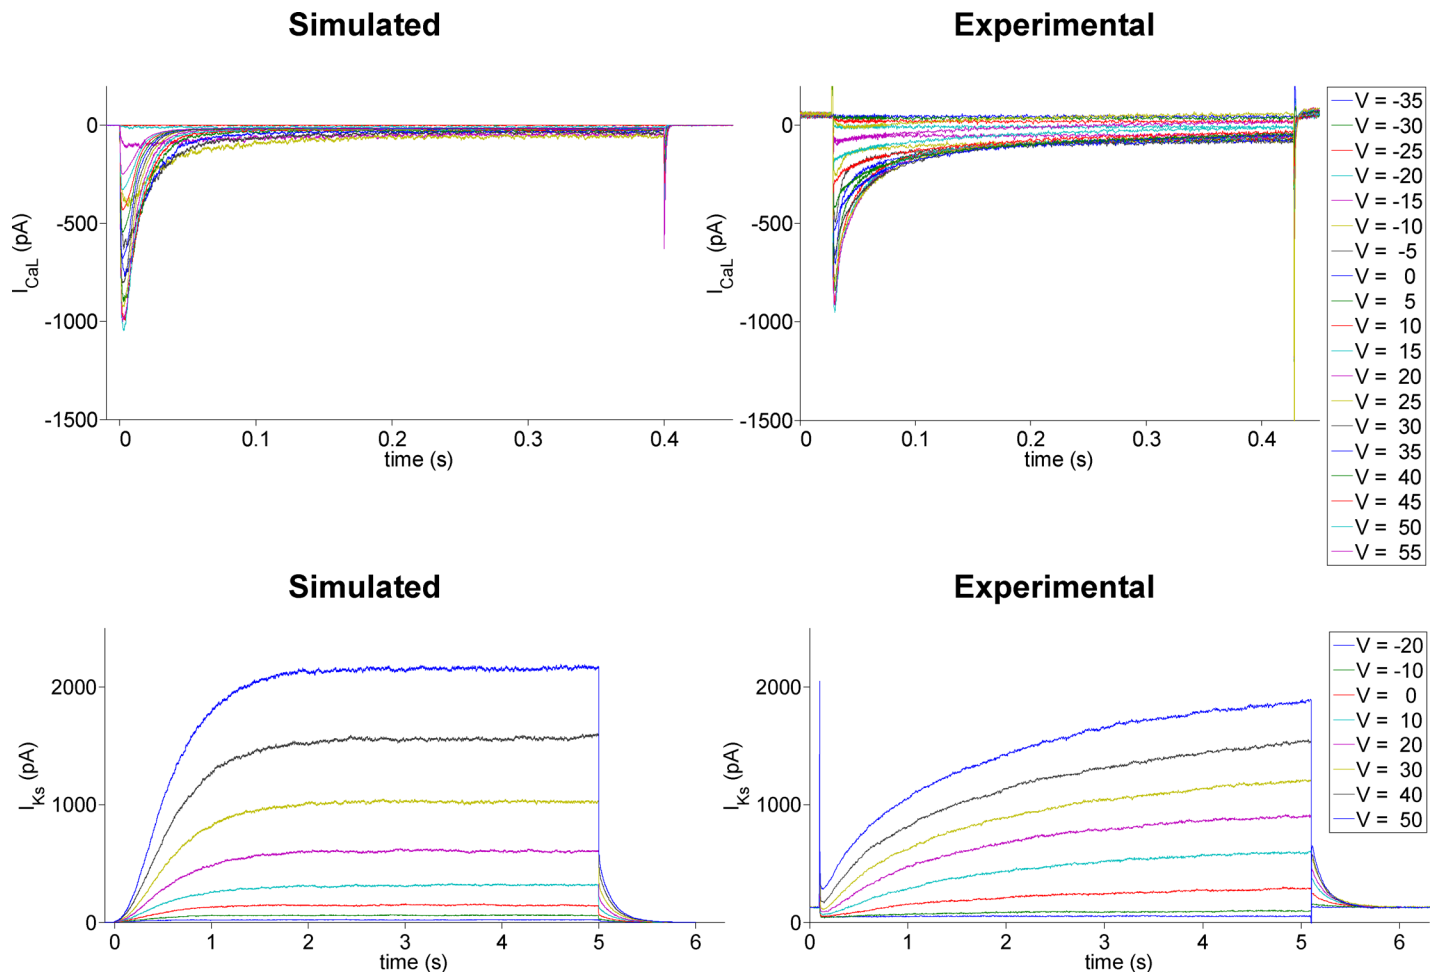 Simulated
Experimental
0
-500
-1000
-1500
I_CaL (pA)
0
0.1
0.2
0.3
0.4
time (s)
0
-500
-1000
-1500
I_CaL (pA)
0
0.1
0.2
0.3
0.4
time (s)
V = -35
V = -30
V = -25
V = -20
V = -15
V = -10
V = -5
V = 0
V = 5
V = 10
V = 15
V = 20
V = 25
V = 30
V = 35
V = 40
V = 45
V = 50
V = 55
Simulated
Experimental
2000
1000
0
I_Ks (pA)
0
1
2
3
4
5
6
time (s)
2000
1000
0
I_Ks (pA)
0
1
2
3
4
5
6
time (s)
V = -20
V = -10
V = 0
V = 10
V = 20
V = 30
V = 40
V = 50